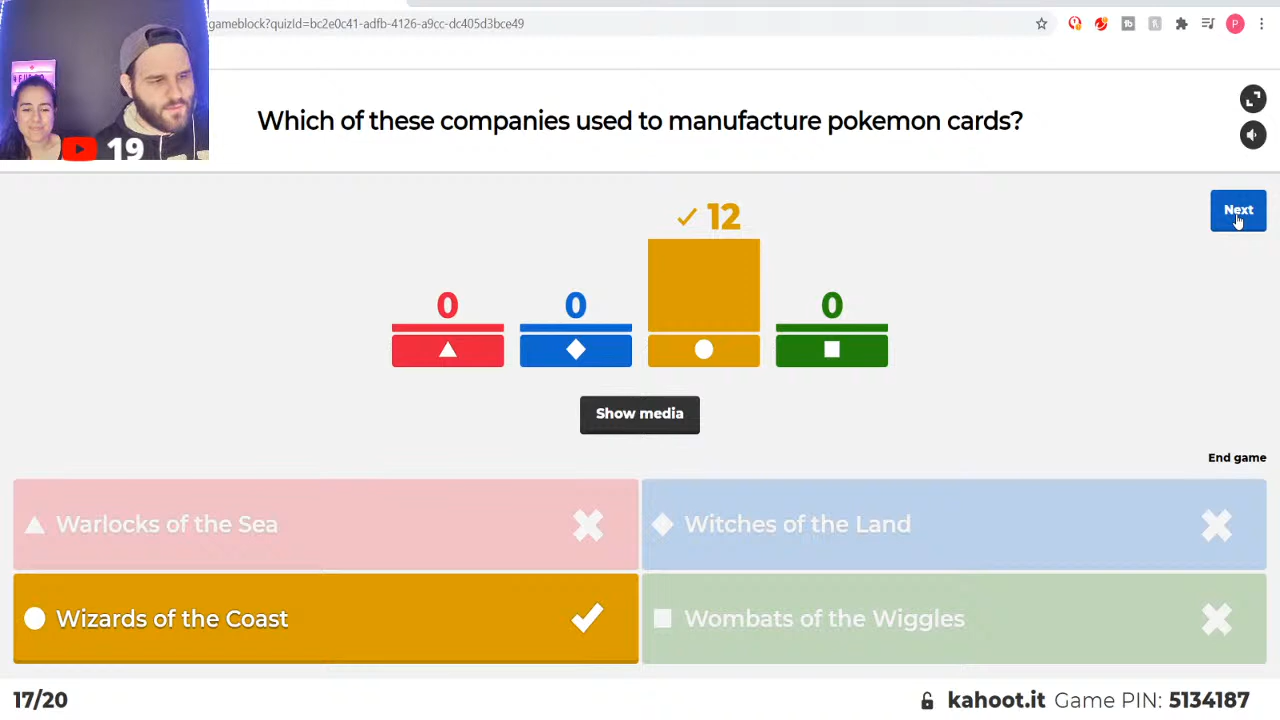 gameblock?quizId=bc2e0c41-adfb-4126-a9cc-dc405d3bce49
P
19
Which of these companies used to manufacture pokemon cards?
Next
0
0
12
0
Show media
End game
Warlocks of the Sea
Witches of the Land
Wizards of the Coast
Wombats of the Wiggles
17/20
kahoot.it Game PIN: 5134187